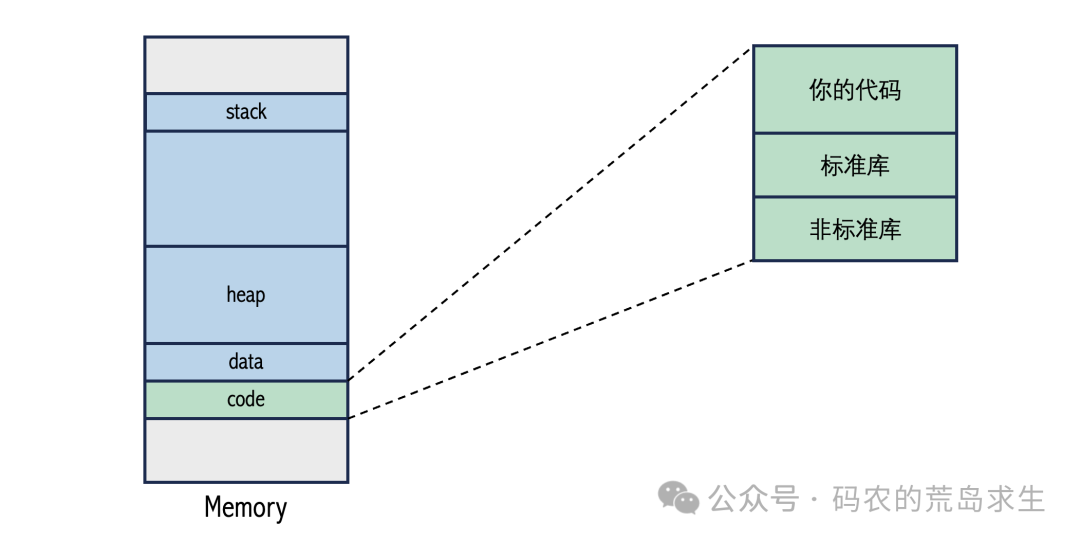 stack
heap
data
code
Memory
你的代码
标准库
非标准库
公众号 · 码农的荒岛求生